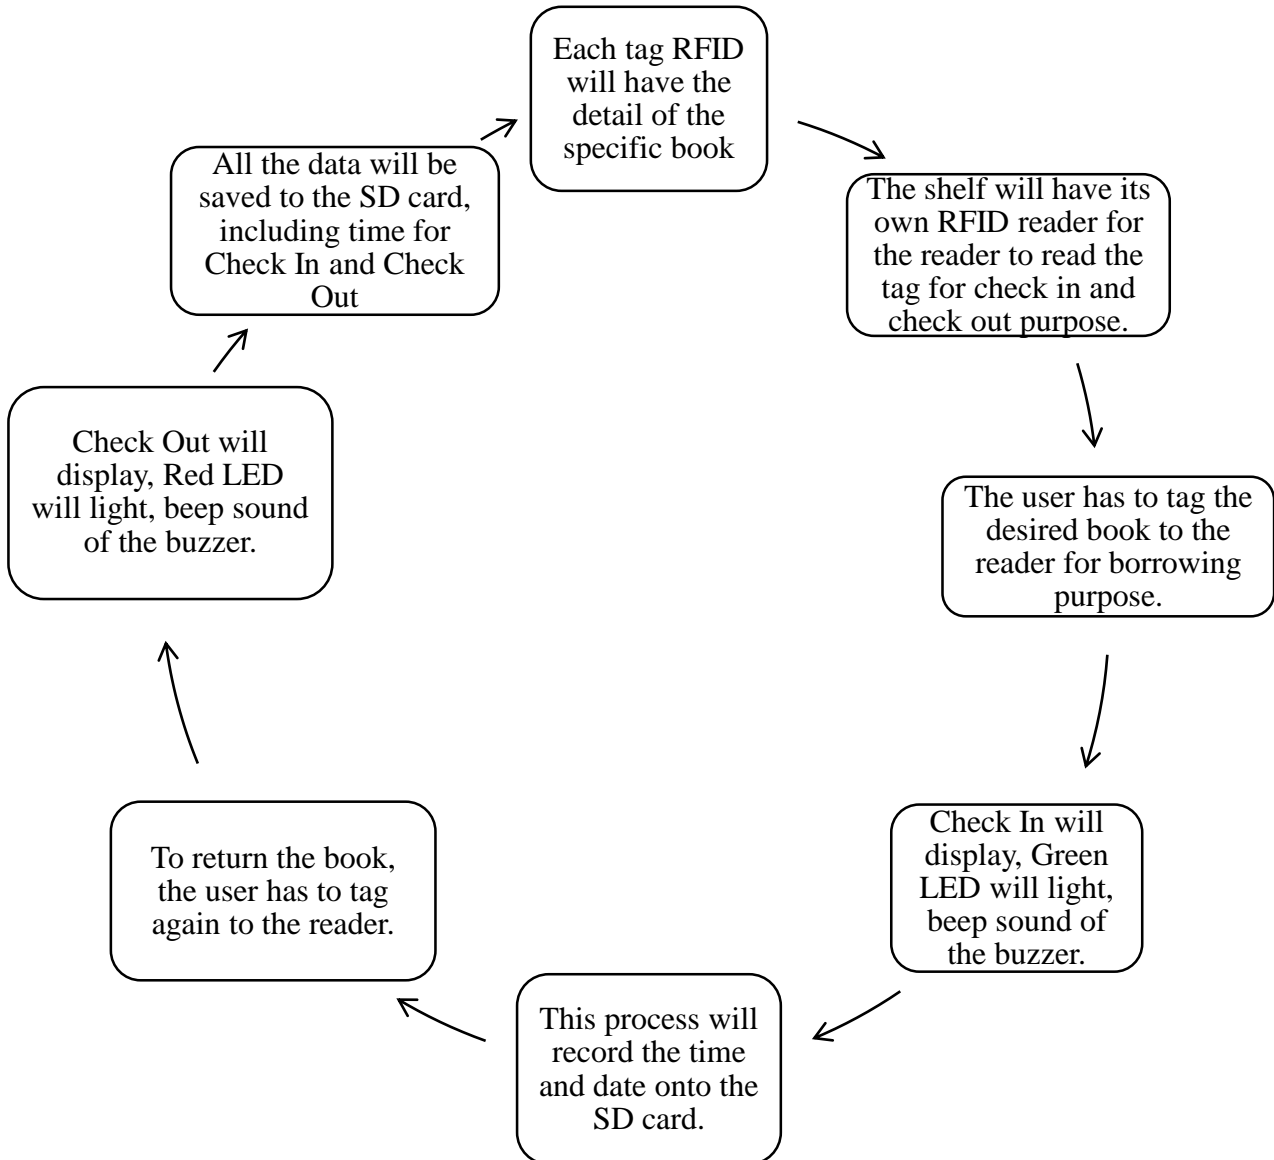 Each tag RFID
will have the
detail of the
specific book
The shelf will have its
own RFID reader for
the reader to read the
tag for check in and
check out purpose.
The user has to tag the
desired book to the
reader for borrowing
purpose.
Check In will
display, Green
LED will light,
beep sound of
the buzzer.
This process will
record the time
and date onto the
SD card.
To return the book,
the user has to tag
again to the reader.
Check Out will
display, Red LED
will light, beep sound
of the buzzer.
All the data will be
saved to the SD card,
including time for
Check In and Check
Out